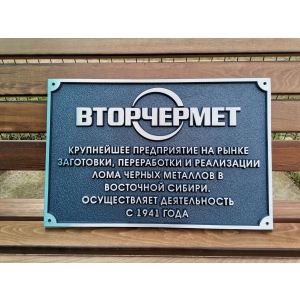 ВТОРЧЕРМЕТ
КРУПНЕЙШЕЕ ПРЕДПРИЯТИЕ НА РЫНКЕ
ЗАГОТОВКИ, ПЕРЕРАБОТКИ И РЕАЛИЗАЦИИ
ЛОМА ЧЕРНЫХ МЕТАЛЛОВ В
ВОСТОЧНОЙ СИБИРИ.
ОСУЩЕСТВЛЯЕТ ДЕЯТЕЛЬНОСТЬ
С 1941 ГОДА